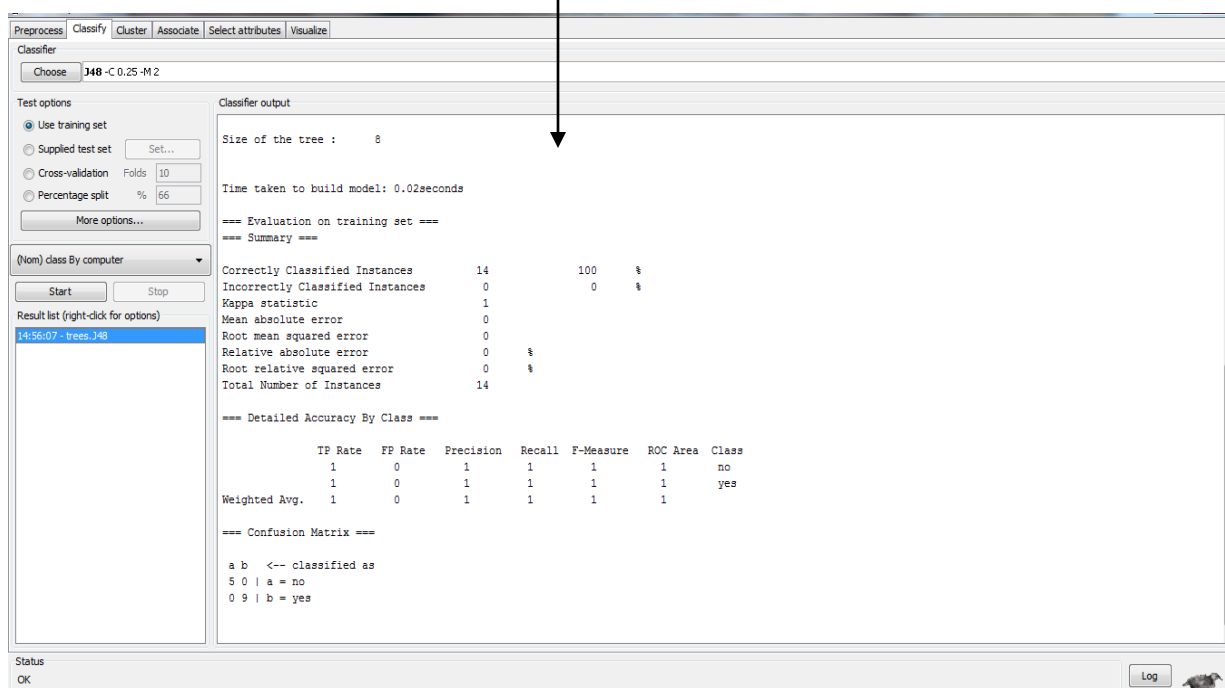 Preprocess Classify Cluster Associate Select attributes Visualize
Classifier
Choose J48 -C 0.25 -M 2
Test options
Use training set
Supplied test set Set...
Cross-validation Folds 10
Percentage split % 66
More options...
(Nom) class By computer
Start Stop
Result list (right-click for options)
14:56:07 - trees.J48
Classifier output
Size of the tree : 8
Time taken to build model: 0.02seconds
=== Evaluation on training set ===
=== Summary ===
Correctly Classified Instances 14 100 %
Incorrectly Classified Instances 0 0 %
Kappa statistic 1
Mean absolute error 0
Root mean squared error 0
Relative absolute error 0 %
Root relative squared error 0 %
Total Number of Instances 14
=== Detailed Accuracy By Class ===
TP Rate FP Rate Precision Recall F-Measure ROC Area Class
1 0 1 1 1 1 no
1 0 1 1 1 1 yes
Weighted Avg. 1 0 1 1 1 1
=== Confusion Matrix ===
a b <-- classified as
5 0 | a = no
0 9 | b = yes
Status
OK
Log